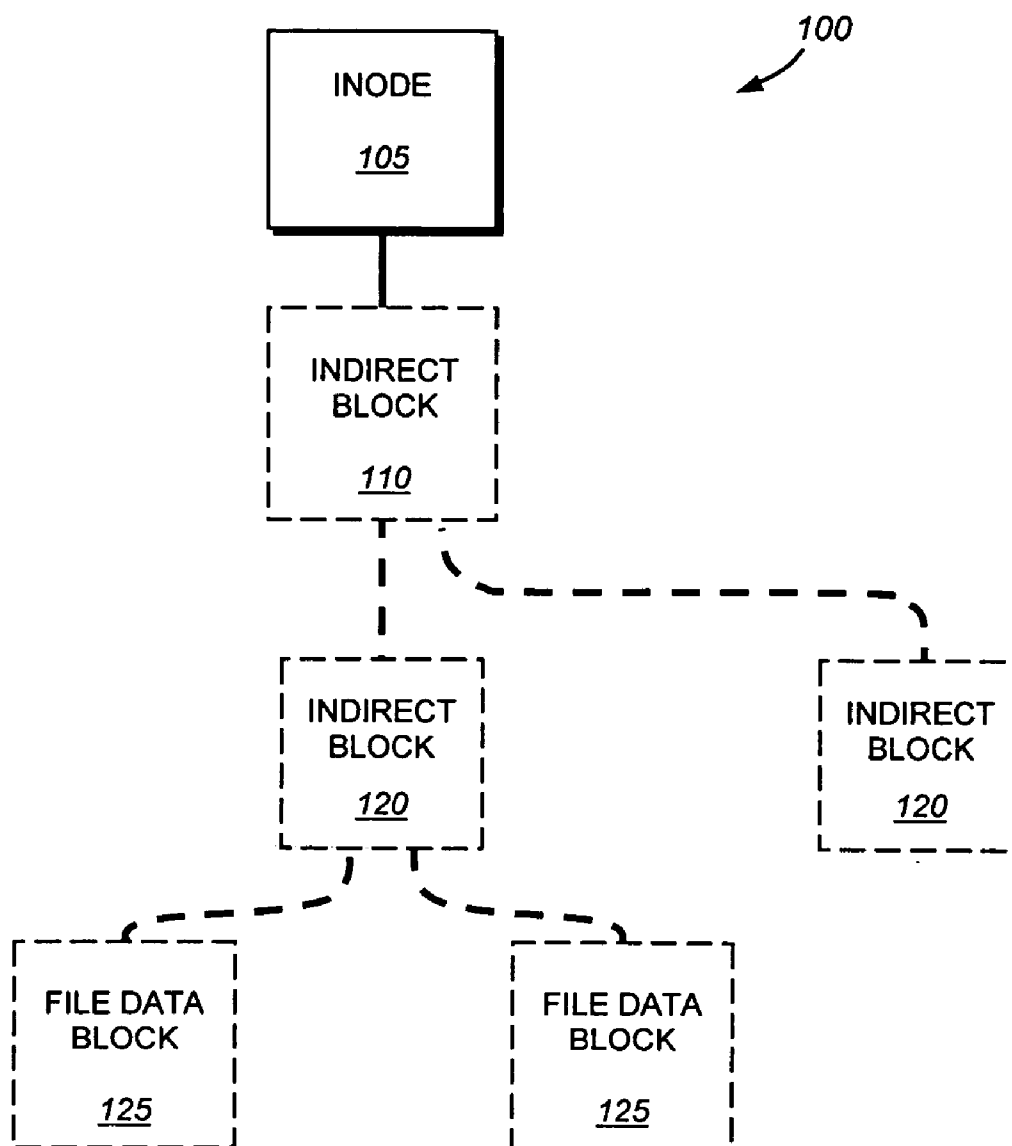 100
INODE
105
INDIRECT
BLOCK
110
INDIRECT
BLOCK
120
INDIRECT
BLOCK
120
FILE DATA
BLOCK
125
FILE DATA
BLOCK
125